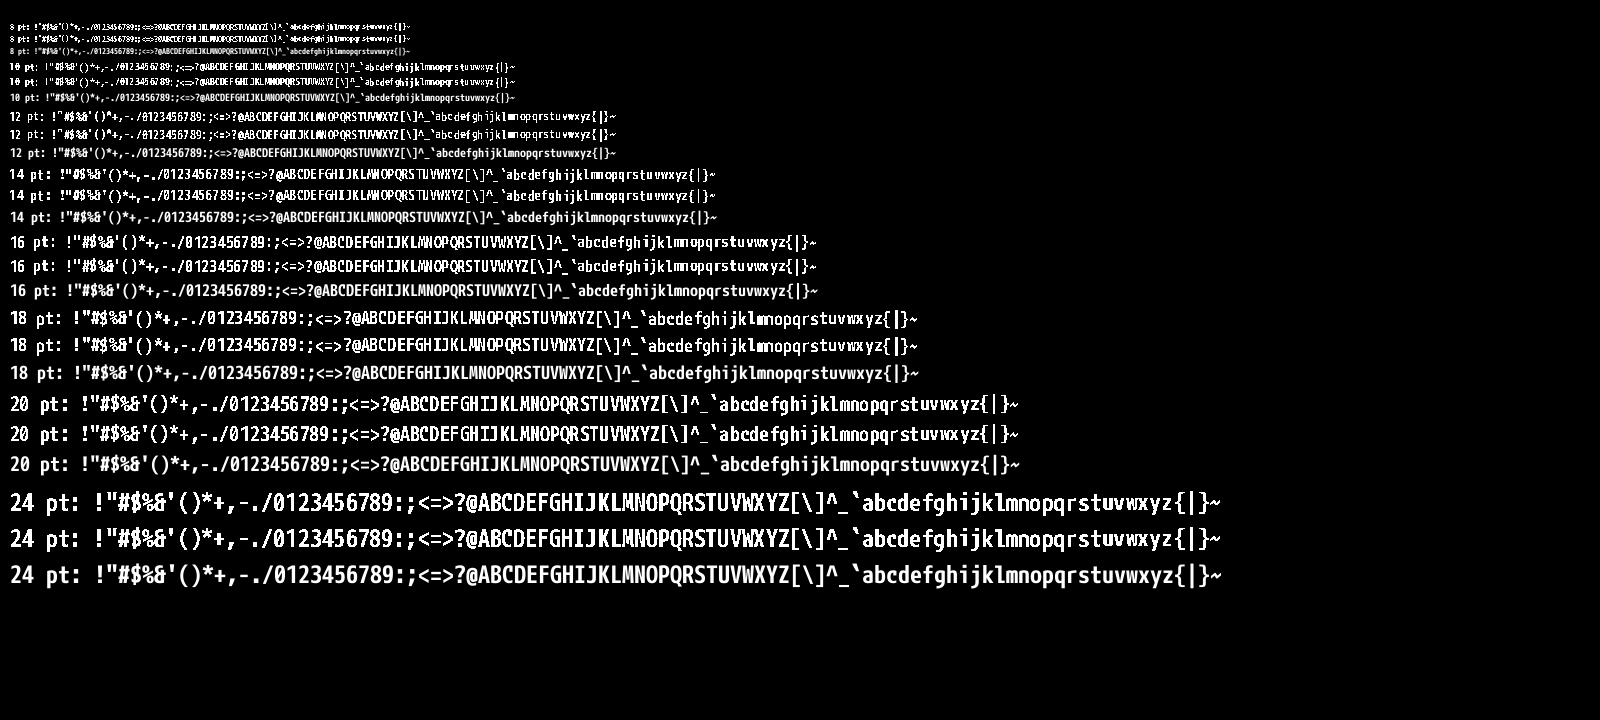 8 pt: !"#$%&'()*+,-./0123456789:;<=>?@ABCDEFGHIJKLMNOPQRSTUVWXYZ[\]^_`abcdefghijklmnopqrstuvwxyz{|}~
8 pt: !"#$%&'()*+,-./0123456789:;<=>?@ABCDEFGHIJKLMNOPQRSTUVWXYZ[\]^_`abcdefghijklmnopqrstuvwxyz{|}~
8 pt: !"#$%&'()*+,-./0123456789:;<=>?@ABCDEFGHIJKLMNOPQRSTUVWXYZ[\]^_`abcdefghijklmnopqrstuvwxyz{|}~
10 pt: !"#$%&'()*+,-./0123456789:;<=>?@ABCDEFGHIJKLMNOPQRSTUVWXYZ[\]^_`abcdefghijklmnopqrstuvwxyz{|}~
10 pt: !"#$%&'()*+,-./0123456789:;<=>?@ABCDEFGHIJKLMNOPQRSTUVWXYZ[\]^_`abcdefghijklmnopqrstuvwxyz{|}~
10 pt: !"#$%&'()*+,-./0123456789:;<=>?@ABCDEFGHIJKLMNOPQRSTUVWXYZ[\]^_`abcdefghijklmnopqrstuvwxyz{|}~
12 pt: !"#$%&'()*+,-./0123456789:;<=>?@ABCDEFGHIJKLMNOPQRSTUVWXYZ[\]^_`abcdefghijklmnopqrstuvwxyz{|}~
12 pt: !"#$%&'()*+,-./0123456789:;<=>?@ABCDEFGHIJKLMNOPQRSTUVWXYZ[\]^_`abcdefghijklmnopqrstuvwxyz{|}~
12 pt: !"#$%&'()*+,-./0123456789:;<=>?@ABCDEFGHIJKLMNOPQRSTUVWXYZ[\]^_`abcdefghijklmnopqrstuvwxyz{|}~
14 pt: !"#$%&'()*+,-./0123456789:;<=>?@ABCDEFGHIJKLMNOPQRSTUVWXYZ[\]^_`abcdefghijklmnopqrstuvwxyz{|}~
14 pt: !"#$%&'()*+,-./0123456789:;<=>?@ABCDEFGHIJKLMNOPQRSTUVWXYZ[\]^_`abcdefghijklmnopqrstuvwxyz{|}~
14 pt: !"#$%&'()*+,-./0123456789:;<=>?@ABCDEFGHIJKLMNOPQRSTUVWXYZ[\]^_`abcdefghijklmnopqrstuvwxyz{|}~
16 pt: !"#$%&'()*+,-./0123456789:;<=>?@ABCDEFGHIJKLMNOPQRSTUVWXYZ[\]^_`abcdefghijklmnopqrstuvwxyz{|}~
16 pt: !"#$%&'()*+,-./0123456789:;<=>?@ABCDEFGHIJKLMNOPQRSTUVWXYZ[\]^_`abcdefghijklmnopqrstuvwxyz{|}~
16 pt: !"#$%&'()*+,-./0123456789:;<=>?@ABCDEFGHIJKLMNOPQRSTUVWXYZ[\]^_`abcdefghijklmnopqrstuvwxyz{|}~
18 pt: !"#$%&'()*+,-./0123456789:;<=>?@ABCDEFGHIJKLMNOPQRSTUVWXYZ[\]^_`abcdefghijklmnopqrstuvwxyz{|}~
18 pt: !"#$%&'()*+,-./0123456789:;<=>?@ABCDEFGHIJKLMNOPQRSTUVWXYZ[\]^_`abcdefghijklmnopqrstuvwxyz{|}~
18 pt: !"#$%&'()*+,-./0123456789:;<=>?@ABCDEFGHIJKLMNOPQRSTUVWXYZ[\]^_`abcdefghijklmnopqrstuvwxyz{|}~
20 pt: !"#$%&'()*+,-./0123456789:;<=>?@ABCDEFGHIJKLMNOPQRSTUVWXYZ[\]^_`abcdefghijklmnopqrstuvwxyz{|}~
20 pt: !"#$%&'()*+,-./0123456789:;<=>?@ABCDEFGHIJKLMNOPQRSTUVWXYZ[\]^_`abcdefghijklmnopqrstuvwxyz{|}~
20 pt: !"#$%&'()*+,-./0123456789:;<=>?@ABCDEFGHIJKLMNOPQRSTUVWXYZ[\]^_`abcdefghijklmnopqrstuvwxyz{|}~
24 pt: !"#$%&'()*+,-./0123456789:;<=>?@ABCDEFGHIJKLMNOPQRSTUVWXYZ[\]^_`abcdefghijklmnopqrstuvwxyz{|}~
24 pt: !"#$%&'()*+,-./0123456789:;<=>?@ABCDEFGHIJKLMNOPQRSTUVWXYZ[\]^_`abcdefghijklmnopqrstuvwxyz{|}~
24 pt: !"#$%&'()*+,-./0123456789:;<=>?@ABCDEFGHIJKLMNOPQRSTUVWXYZ[\]^_`abcdefghijklmnopqrstuvwxyz{|}~